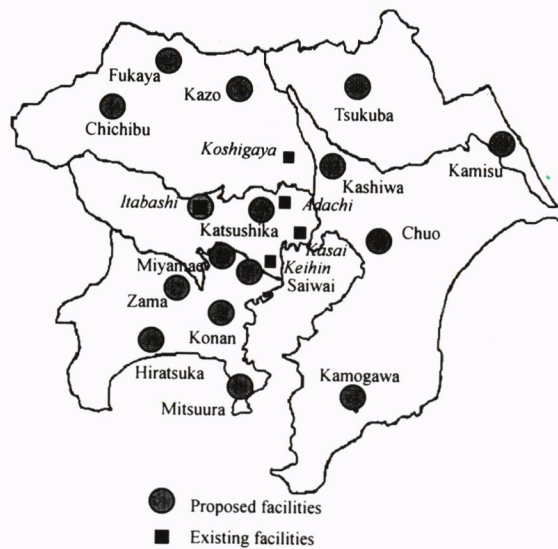 Fukaya
Kazo
Tsukuba
Chichibu
Koshigaya
Kamisu
Kashiwa
Itabashi
Adachi
Katsushika
Chuo
Kasai
Miyamae
Keihin
Saiwai
Zama
Konan
Hiratsuka
Kamogawa
Mitsuura
Proposed facilities
Existing facilities